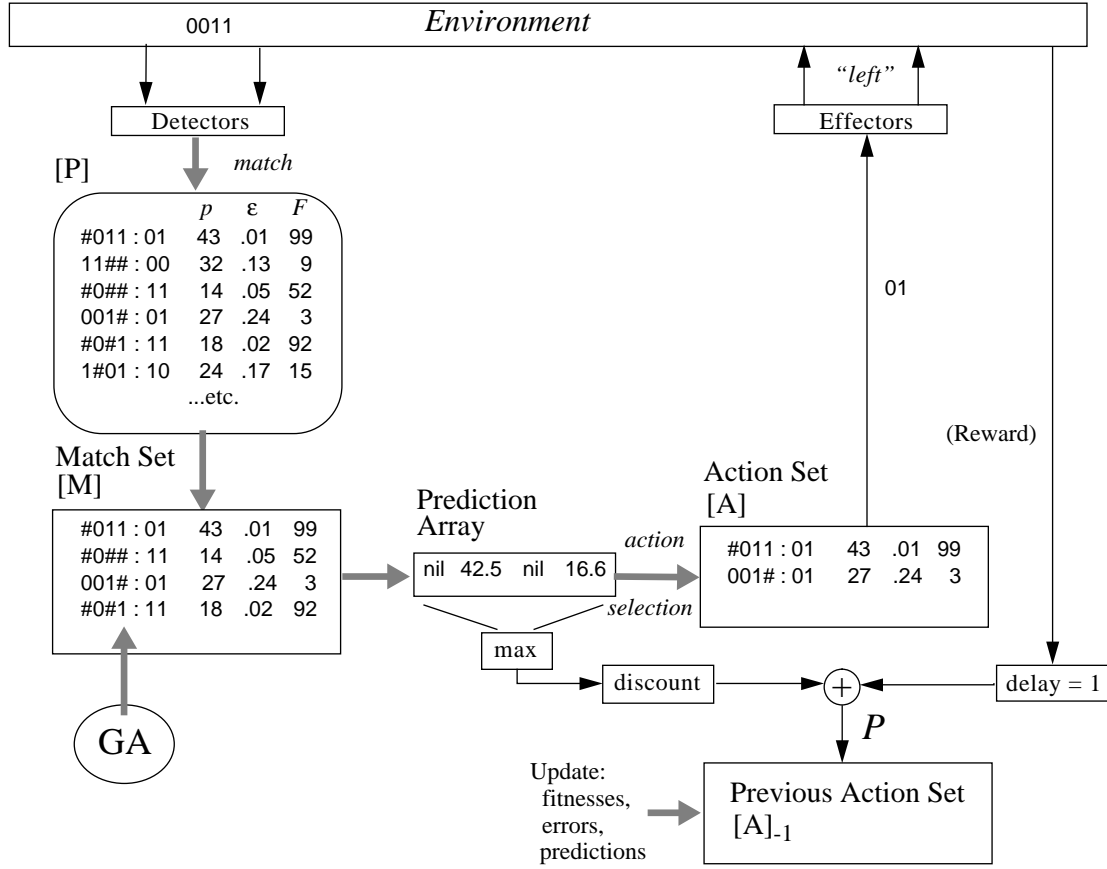 0011
Environment
“left”
Detectors
Effectors
match
[P]
p ε F
#011 : 01 43 .01 99
11## : 00 32 .13 9
#0## : 11 14 .05 52
001# : 01 27 .24 3
#0#1 : 11 18 .02 92
1#01 : 10 24 .17 15
...etc.
01
(Reward)
Match Set
[M]
#011 : 01 43 .01 99
#0## : 11 14 .05 52
001# : 01 27 .24 3
#0#1 : 11 18 .02 92
Prediction
Array
nil 42.5 nil 16.6
action
selection
Action Set
[A]
#011 : 01 43 .01 99
001# : 01 27 .24 3
max
discount
+
delay = 1
P
GA
Update:
fitnesses,
errors,
predictions
Previous Action Set
[A]-1